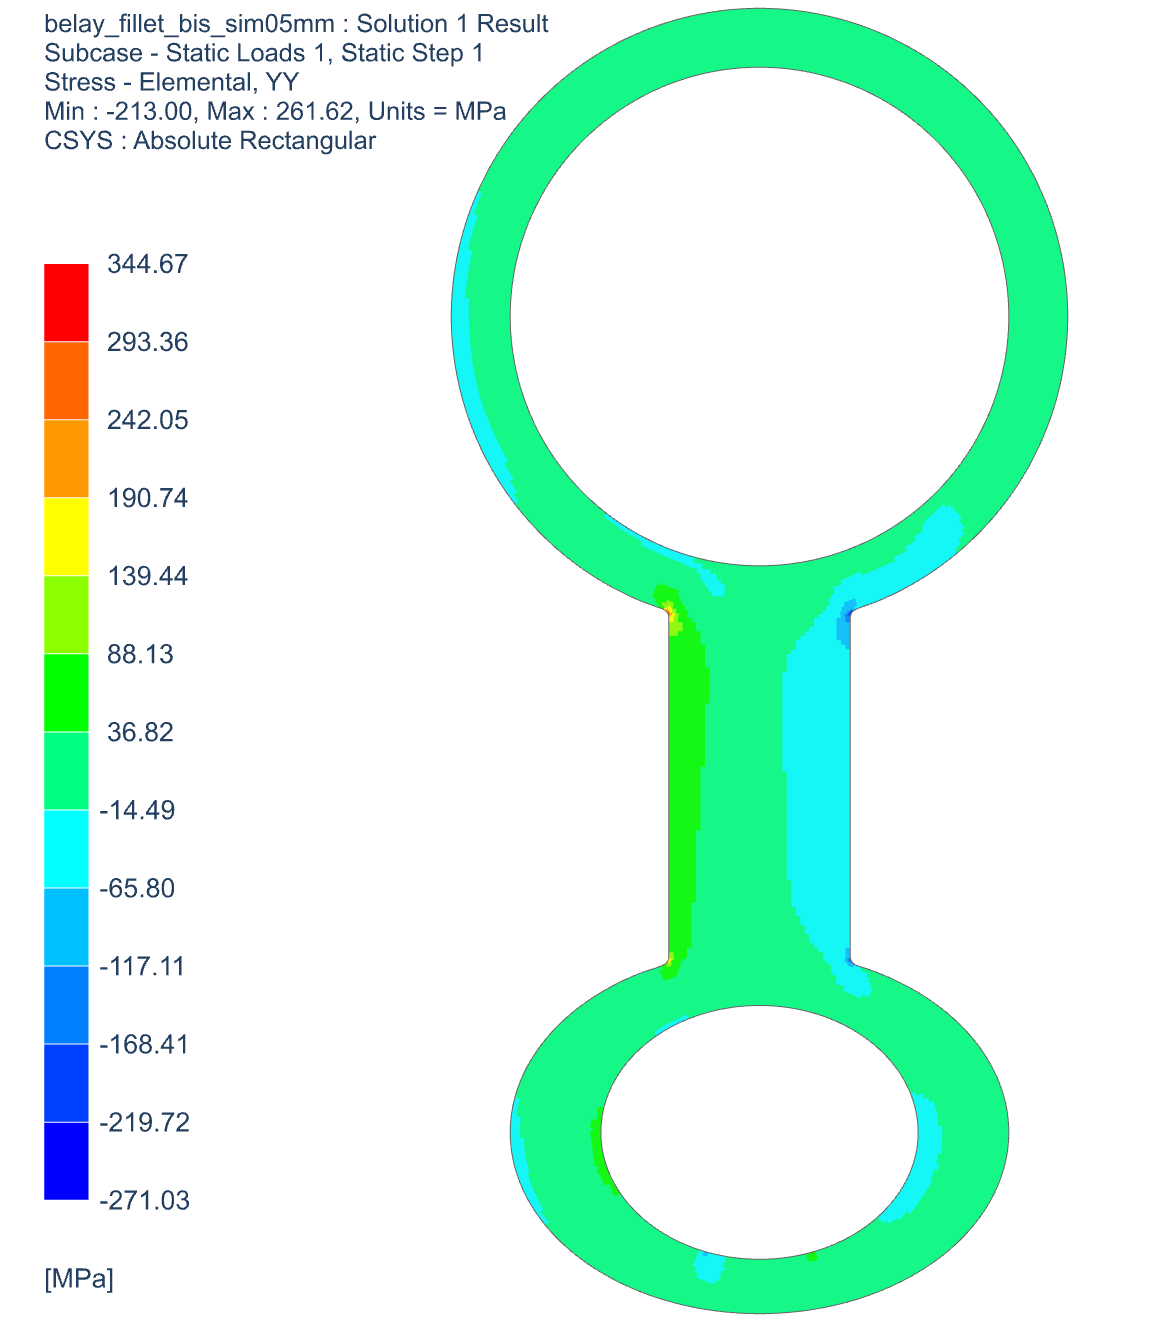 belay_fillet_bis_sim05mm : Solution 1 Result
Subcase - Static Loads 1, Static Step 1
Stress - Elemental, YY
Min : -213.00, Max : 261.62, Units = MPa
CSYS : Absolute Rectangular
344.67
293.36
242.05
190.74
139.44
88.13
36.82
-14.49
-65.80
-117.11
-168.41
-219.72
-271.03
[MPa]